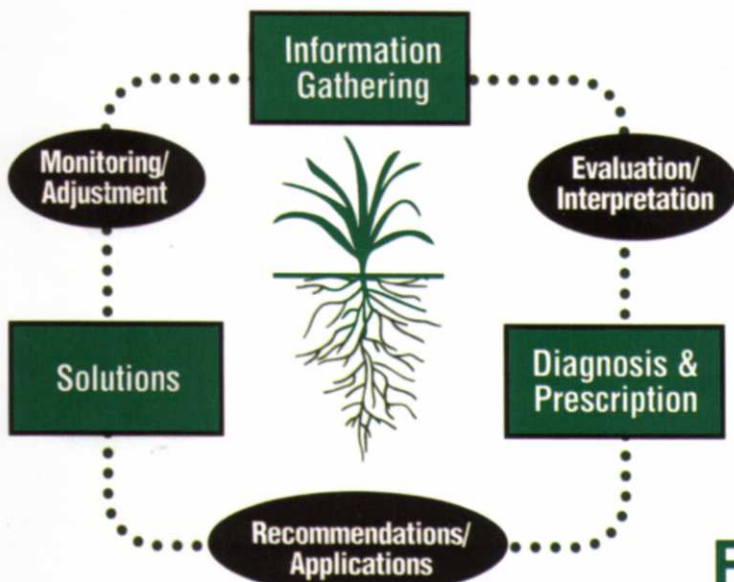 Information
Gathering
Monitoring/
Adjustment
Evaluation/
Interpretation
Solutions
Diagnosis &
Prescription
Recommendations/
Applications